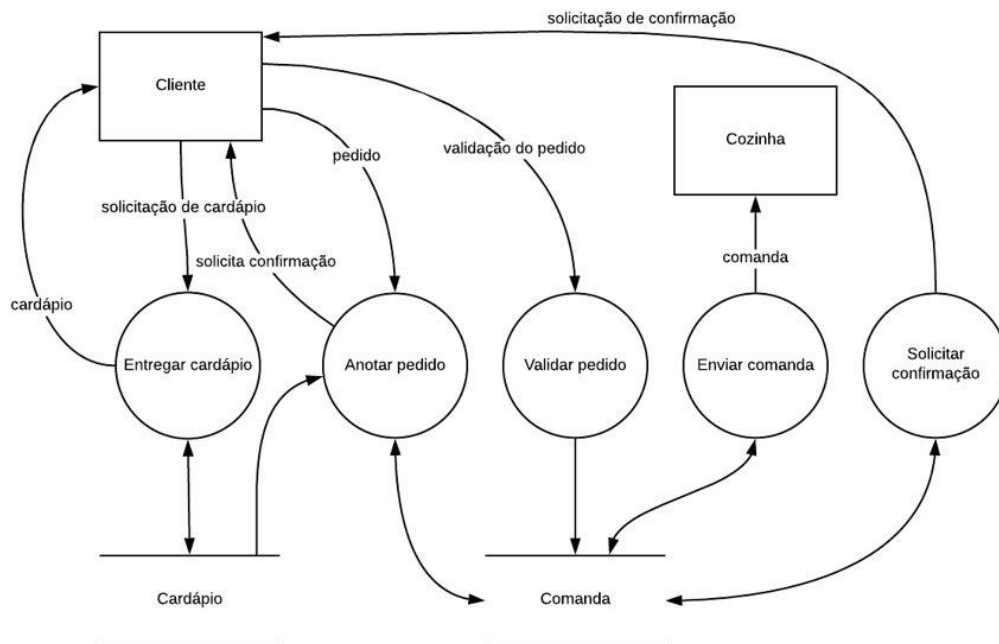 solicitação de confirmação
Cliente
Cozinha
pedido
validação do pedido
solicitação de cardápio
solicita confirmação
comanda
cardápio
Entregar cardápio
Anotar pedido
Validar pedido
Enviar comanda
Solicitar
confirmação
Cardápio
Comanda